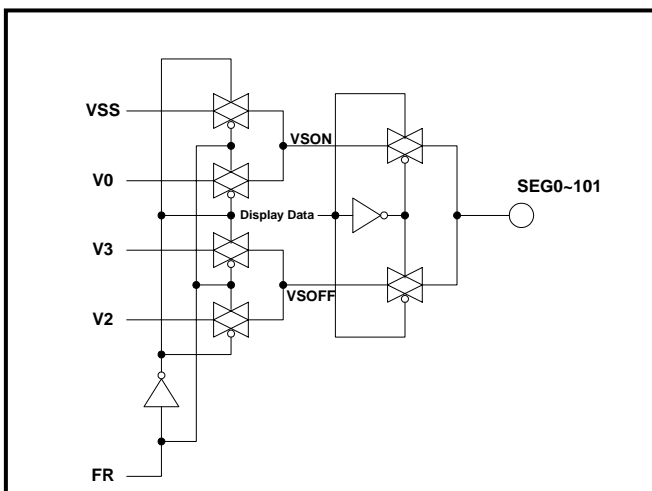 VSS
VSON
V0
SEG0~101
Display Data
V3
VSOFF
V2
FR